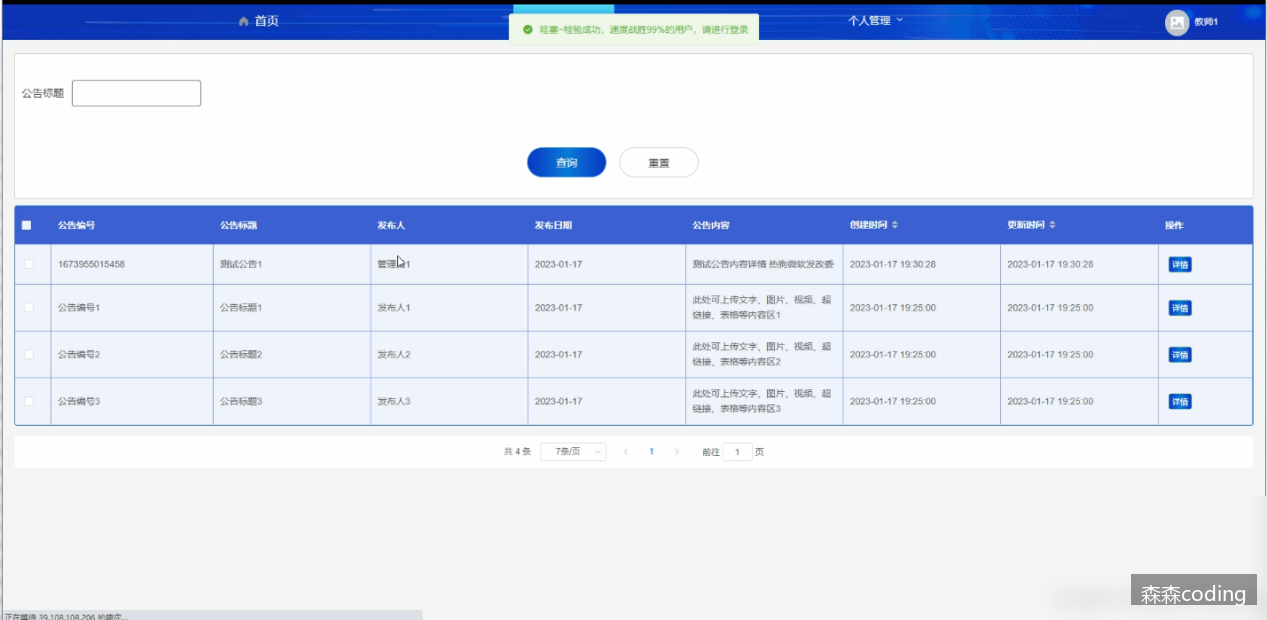 首页
哇塞~检验成功，速度战胜99%的用户，请进行登录
个人管理
教师1
公告标题
查询
重置
公告编号 公告标题 发布人 发布日期 公告内容 创建时间 更新时间 操作
1673955015458 测试公告1 管理员1 2023-01-17 测试公告内容详情 热狗微软发改委 2023-01-17 19:30:28 2023-01-17 19:30:28 详情
公告编号1 公告标题1 发布人1 2023-01-17 此处可上传文字、图片、视频、超 2023-01-17 19:25:00 2023-01-17 19:25:00 详情
链接、表格等内容区1
公告编号2 公告标题2 发布人2 2023-01-17 此处可上传文字、图片、视频、超 2023-01-17 19:25:00 2023-01-17 19:25:00 详情
链接、表格等内容区2
公告编号3 公告标题3 发布人3 2023-01-17 此处可上传文字、图片、视频、超 2023-01-17 19:25:00 2023-01-17 19:25:00 详情
链接、表格等内容区3
共 4 条 7条/页 1 前往 1 页
森森coding
正在等待 39.108.108.206 的响应...